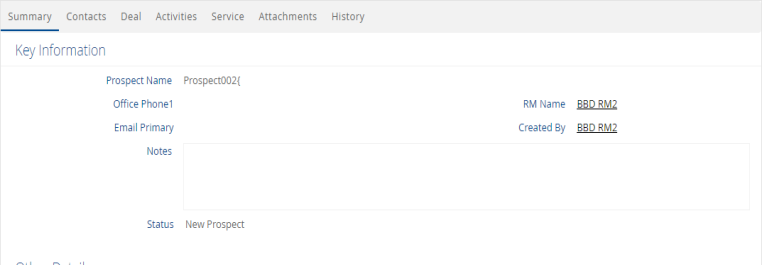 Summary Contacts Deal Activities Service Attachments History
Key Information
Prospect Name Prospect002{
Office Phone1 RM Name BBD RM2
Email Primary Created By BBD RM2
Notes
Status New Prospect